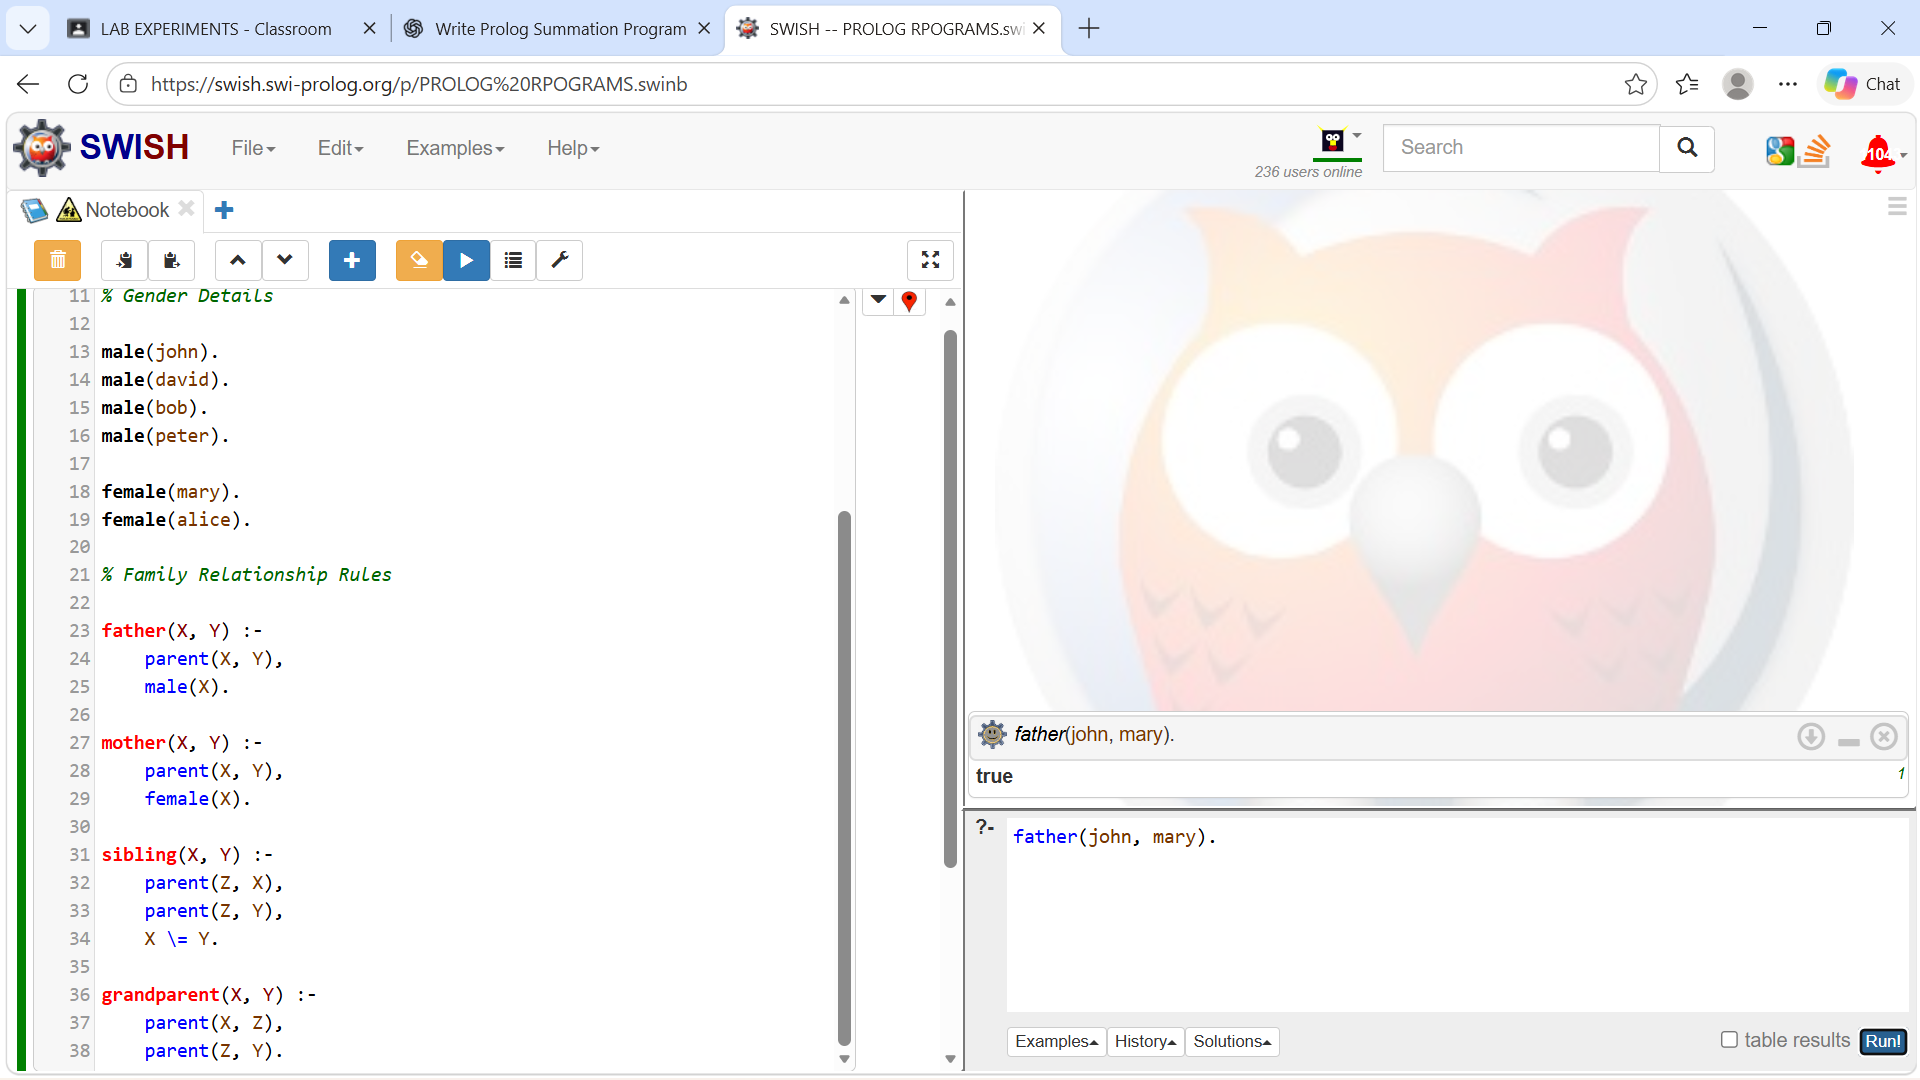 LAB EXPERIMENTS - Classroom
Write Prolog Summation Program
SWISH -- PROLOG RPOGRAMS.swi
https://swish.swi-prolog.org/p/PROLOG%20RPOGRAMS.swinb
Chat
SWISH
File
Edit
Examples
Help
236 users online
Search
104
Notebook
11 % Gender Details
12
13 male(john).
14 male(david).
15 male(bob).
16 male(peter).
17
18 female(mary).
19 female(alice).
20
21 % Family Relationship Rules
22
23 father(X, Y) :-
24 parent(X, Y),
25 male(X).
26
27 mother(X, Y) :-
28 parent(X, Y),
29 female(X).
30
31 sibling(X, Y) :-
32 parent(Z, X),
33 parent(Z, Y),
34 X \= Y.
35
36 grandparent(X, Y) :-
37 parent(X, Z),
38 parent(Z, Y).
father(john, mary).
true
1
?- father(john, mary).
Examples
History
Solutions
table results
Run!